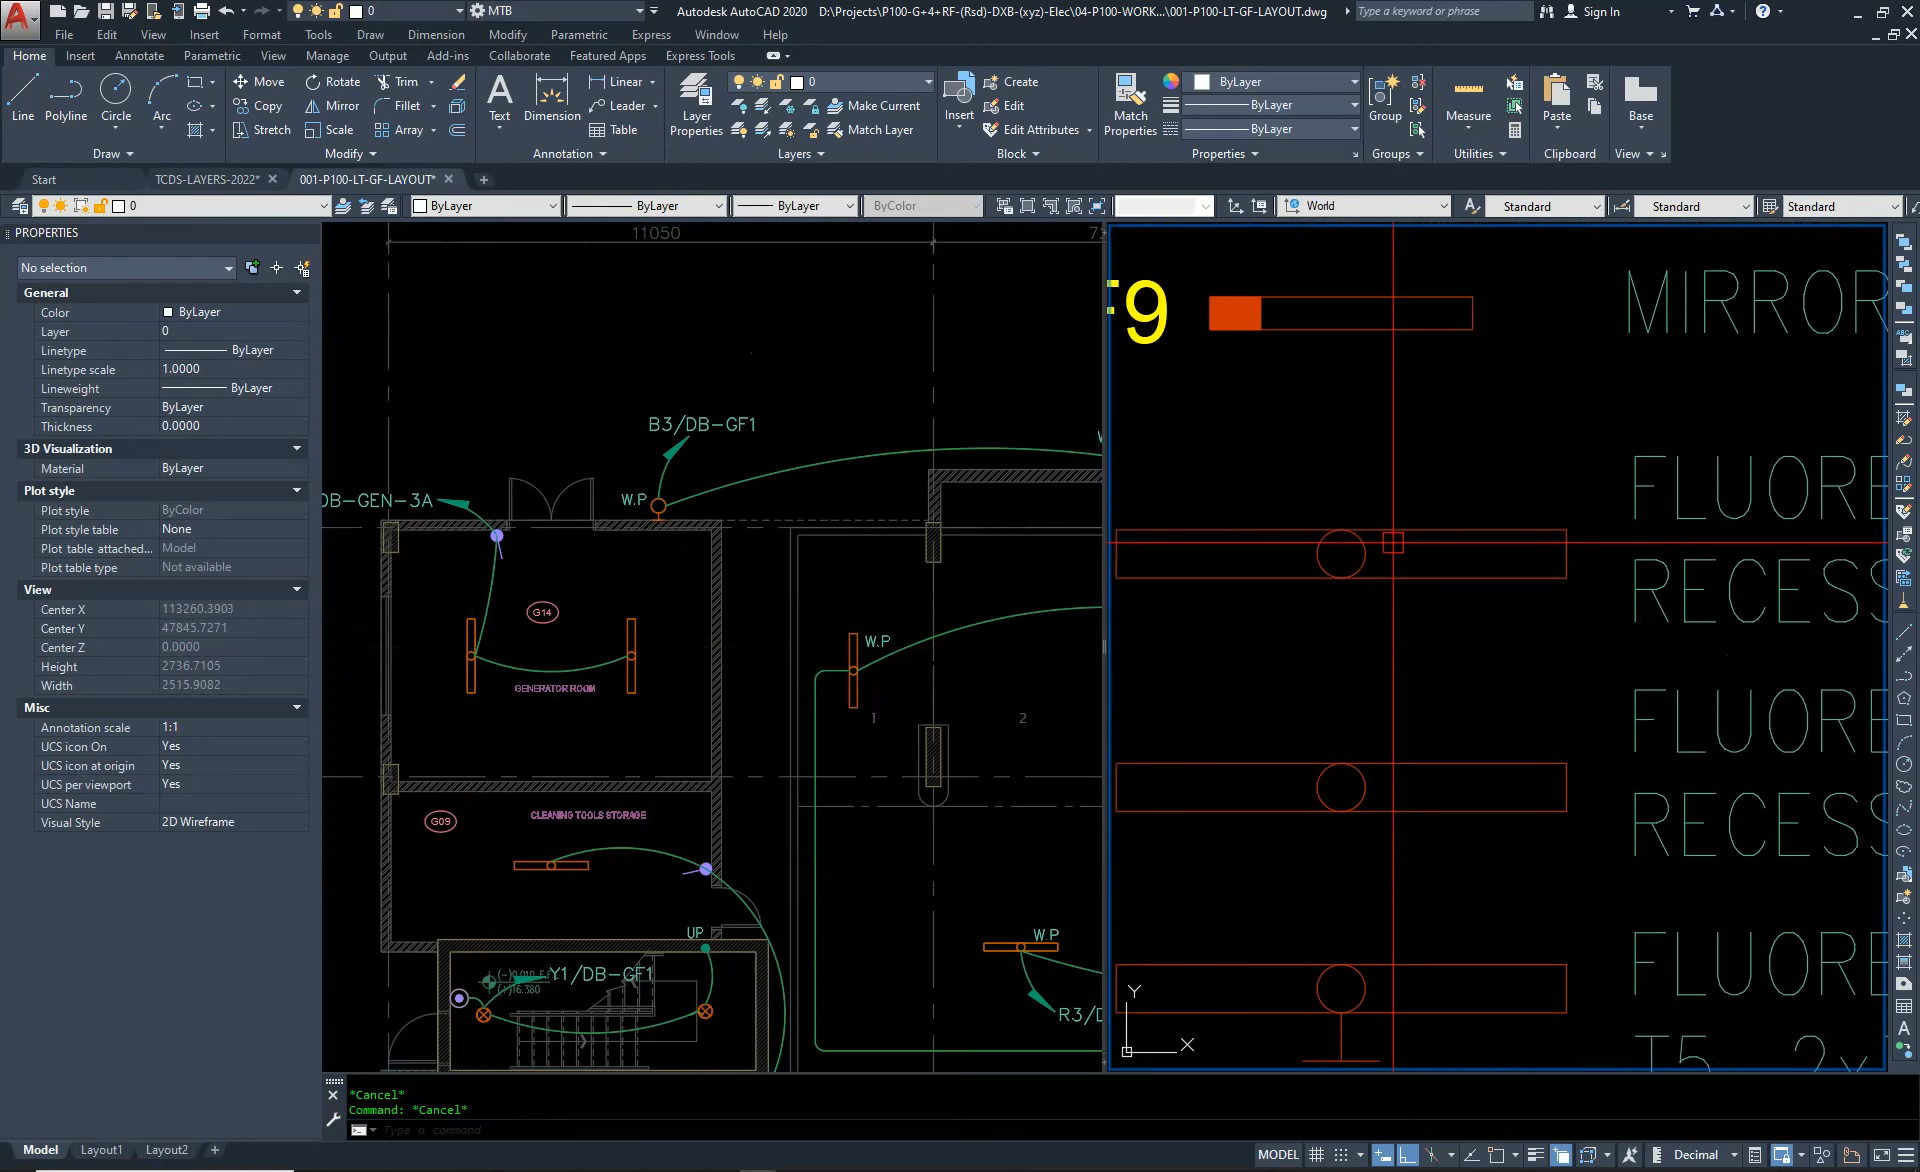 0
MTB
Autodesk AutoCAD 2020
D:\Projects\P100-G+4+RF-(Rsd)-DXB-(xyz)-Elec\04-P100-WORK...\001-P100-LT-GF-LAYOUT.dwg
Type a keyword or phrase
Sign In
File Edit View Insert Format Tools Draw Dimension Modify Parametric Express Window Help
Home Insert Annotate Parametric View Manage Output Add-ins Collaborate Featured Apps Express Tools
Line Polyline Circle Arc
Move Rotate Trim
Copy Mirror Fillet
Stretch Scale Array
Text Dimension
Linear
Leader
Table
Layer Properties
0
Make Current
Match Layer
Insert
Create
Edit
Edit Attributes
Match Properties
ByLayer
ByLayer
ByLayer
Group
Measure
Paste
Base
Draw Modify Annotation Layers Block Properties Groups Utilities Clipboard View
Start TCDS-LAYERS-2022* 001-P100-LT-GF-LAYOUT*
0 ByLayer ByLayer ByLayer ByColor World Standard Standard Standard
PROPERTIES
No selection
General
Color ByLayer
Layer 0
Linetype ByLayer
Linetype scale 1.0000
Lineweight ByLayer
Transparency ByLayer
Thickness 0.0000
3D Visualization
Material ByLayer
Plot style
Plot style ByColor
Plot style table None
Plot table attached... Model
Plot table type Not available
View
Center X 113260.3903
Center Y 47845.7271
Center Z 0.0000
Height 2736.7105
Width 2515.9082
Misc
Annotation scale 1:1
UCS icon On Yes
UCS icon at origin Yes
UCS per viewport Yes
UCS Name
Visual Style 2D Wireframe
11050
B3/DB-GF1
DB-GEN-3A
W.P
G14
GENERATOR ROOM
W.P
1
2
G09
CLEANING TOOLS STORAGE
UP
Y1/DB-GF1
W.P
R3/D
F9
MIRROR
FLUORE
RECESS
FLUORE
RECESS
FLUORE
T5
2x
Y
X
*Cancel*
Command: *Cancel*
Type a command
Model Layout1 Layout2
MODEL
Decimal